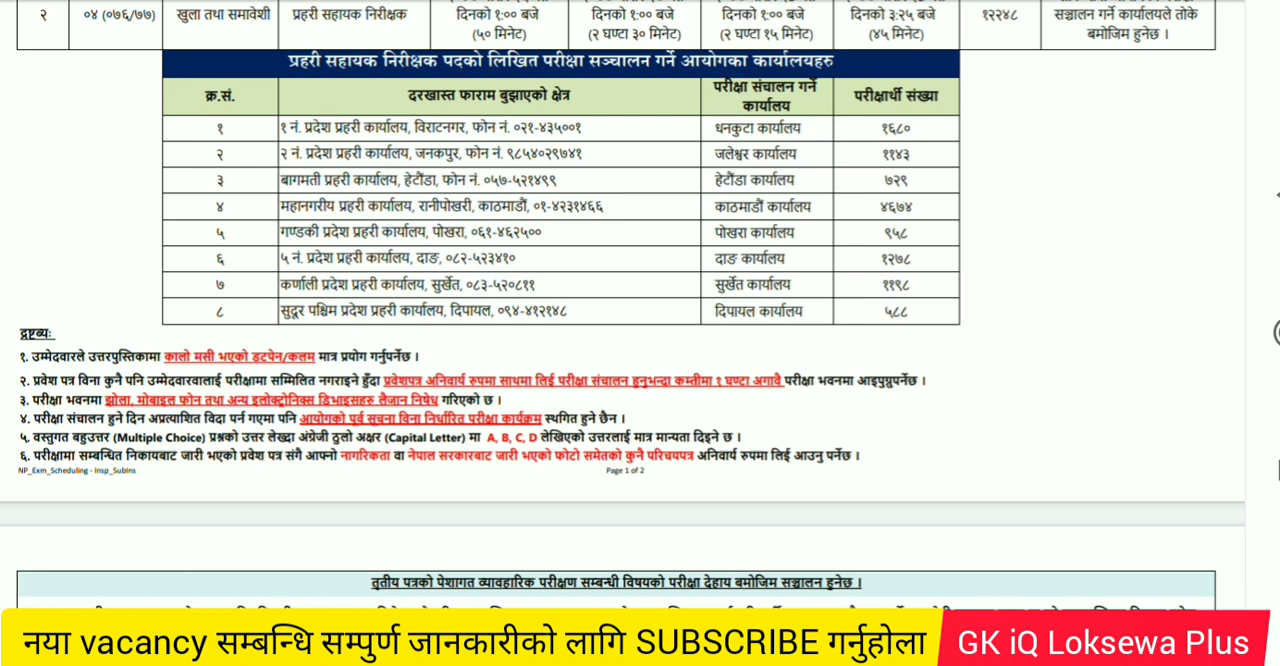 २ ०४ (०७६/७७) खुला तथा समावेशी प्रहरी सहायक निरीक्षक दिनको १:०० बजे दिनको १:०० बजे दिनको १:०० बजे दिनको ३:२५ बजे १२२४८ सञ्चालन गर्ने कार्यालयले तोके
(५० मिनेट) (२ घण्टा ३० मिनेट) (२ घण्टा १५ मिनेट) (४५ मिनेट) बमोजिम हुनेछ ।
प्रहरी सहायक निरीक्षक पदको लिखित परीक्षा सञ्चालन गर्ने आयोगका कार्यालयहरु
क्र.सं. दरखास्त फाराम बुझाएको क्षेत्र परीक्षा संचालन गर्ने कार्यालय परीक्षार्थी संख्या
१ १ नं. प्रदेश प्रहरी कार्यालय, विराटनगर, फोन नं. ०२१-४३५००१ धनकुटा कार्यालय १६८०
२ २ नं. प्रदेश प्रहरी कार्यालय, जनकपुर, फोन नं. ९८५४०२९७४१ जलेश्वर कार्यालय ११४३
३ बागमती प्रहरी कार्यालय, हेटौंडा, फोन नं. ०५७-५२१४९९ हेटौंडा कार्यालय ७२९
४ महानगरीय प्रहरी कार्यालय, रानीपोखरी, काठमाडौं, ०१-४२३१४६६ काठमाडौं कार्यालय ४६७४
५ गण्डकी प्रदेश प्रहरी कार्यालय, पोखरा, ०६१-४६२५०० पोखरा कार्यालय ९५८
६ ५ नं. प्रदेश प्रहरी कार्यालय, दाङ, ०८२-५२३४१० दाङ कार्यालय १२७८
७ कर्णाली प्रदेश प्रहरी कार्यालय, सुर्खेत, ०८३-५२०८११ सुर्खेत कार्यालय ११९८
८ सुदूर पश्चिम प्रदेश प्रहरी कार्यालय, दिपायल, ०९४-४१२१४८ दिपायल कार्यालय ५८८
द्रष्टब्यः
१. उम्मेदवारले उत्तरपुस्तिकामा कालो मसी भएको डटपेन/कलम मात्र प्रयोग गर्नुपर्नेछ ।
२. प्रवेश पत्र विना कुनै पनि उम्मेदवारवालाई परीक्षामा सम्मिलित नगराइने हुँदा प्रवेशपत्र अनिवार्य रुपमा साथमा लिई परीक्षा संचालन हुनुभन्दा कम्तीमा १ घण्टा अगावै परीक्षा भवनमा आइपुग्नुपर्नेछ ।
३. परीक्षा भवनमा झोला, मोबाइल फोन तथा अन्य इलोक्ट्रोनिक्स डिभाइसहरु लैजान निषेध गरिएको छ ।
४. परीक्षा संचालन हुने दिन अप्रत्याशित विदा पर्न गएमा पनि आयोगको पूर्व सूचना विना निर्धारित परीक्षा कार्यक्रम स्थगित हुने छैन ।
५. वस्तुगत बहुउत्तर (Multiple Choice) प्रश्नको उत्तर लेख्दा अंग्रेजी ठुलो अक्षर (Capital Letter) मा A, B, C, D लेखिएको उत्तरलाई मात्र मान्यता दिइने छ ।
६. परीक्षामा सम्बन्धित निकायबाट जारी भएको प्रवेश पत्र संगै आफ्नो नागरिकता वा नेपाल सरकारबाट जारी भएको फोटो समेतको कुनै परिचयपत्र अनिवार्य रुपमा लिई आउनु पर्नेछ ।
NP_Exm_Scheduling - Insp_SubIns Page 1 of 2
तृतीय पत्रको पेशागत व्यावहारिक परीक्षण सम्बन्धी विषयको परीक्षा देहाय बमोजिम सञ्चालन हुनेछ ।
नया vacancy सम्बन्धि सम्पुर्ण जानकारीको लागि SUBSCRIBE गर्नुहोला GK iQ Loksewa Plus